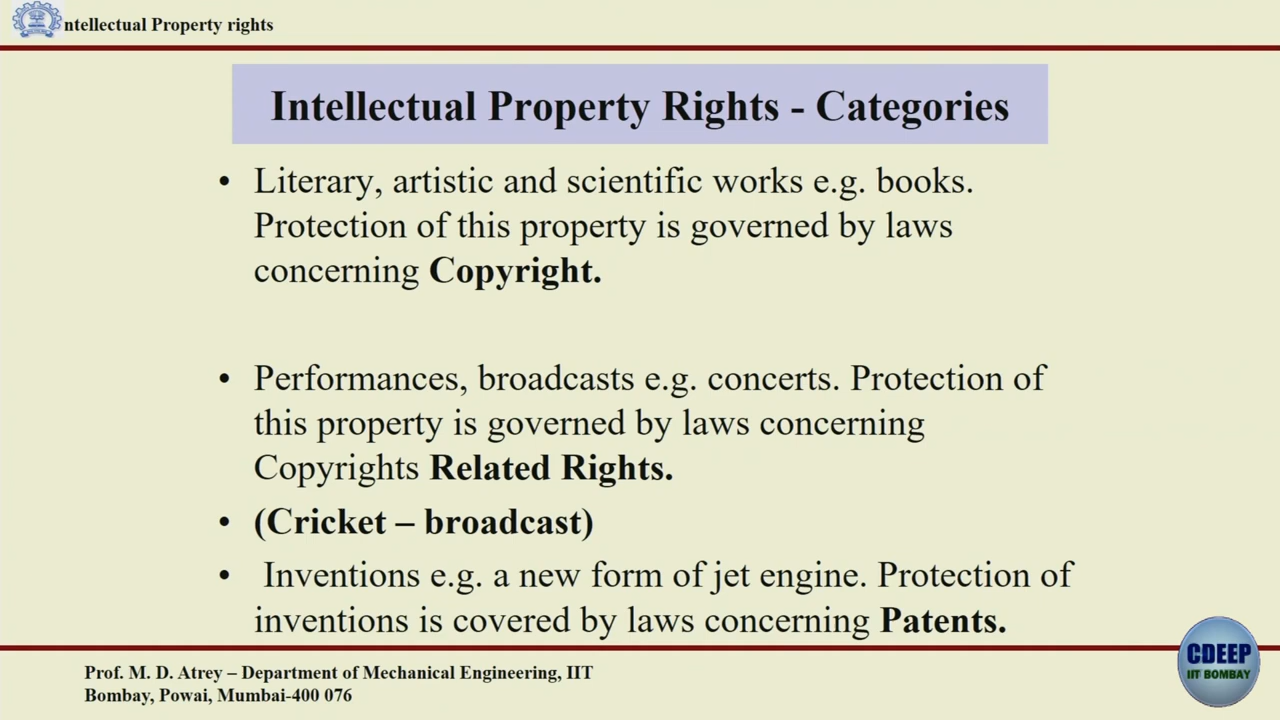 ntellectual Property rights
Intellectual Property Rights - Categories
• Literary, artistic and scientific works e.g. books.
Protection of this property is governed by laws
concerning Copyright.
• Performances, broadcasts e.g. concerts. Protection of
this property is governed by laws concerning
Copyrights Related Rights.
• (Cricket – broadcast)
• Inventions e.g. a new form of jet engine. Protection of
inventions is covered by laws concerning Patents.
Prof. M. D. Atrey – Department of Mechanical Engineering, IIT
Bombay, Powai, Mumbai-400 076
CDEEP
IIT BOMBAY